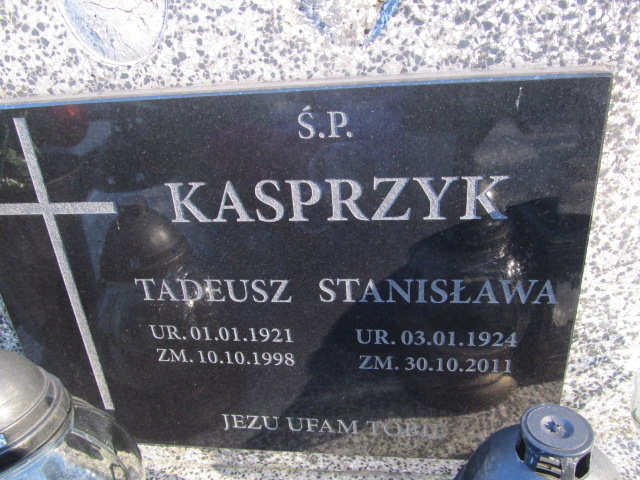 Ś.P.
KASPRZYK
TADEUSZ STANISŁAWA
UR. 01.01.1921 UR. 03.01.1924
ZM. 10.10.1998 ZM. 30.10.2011
JEZU UFAM TOBIE